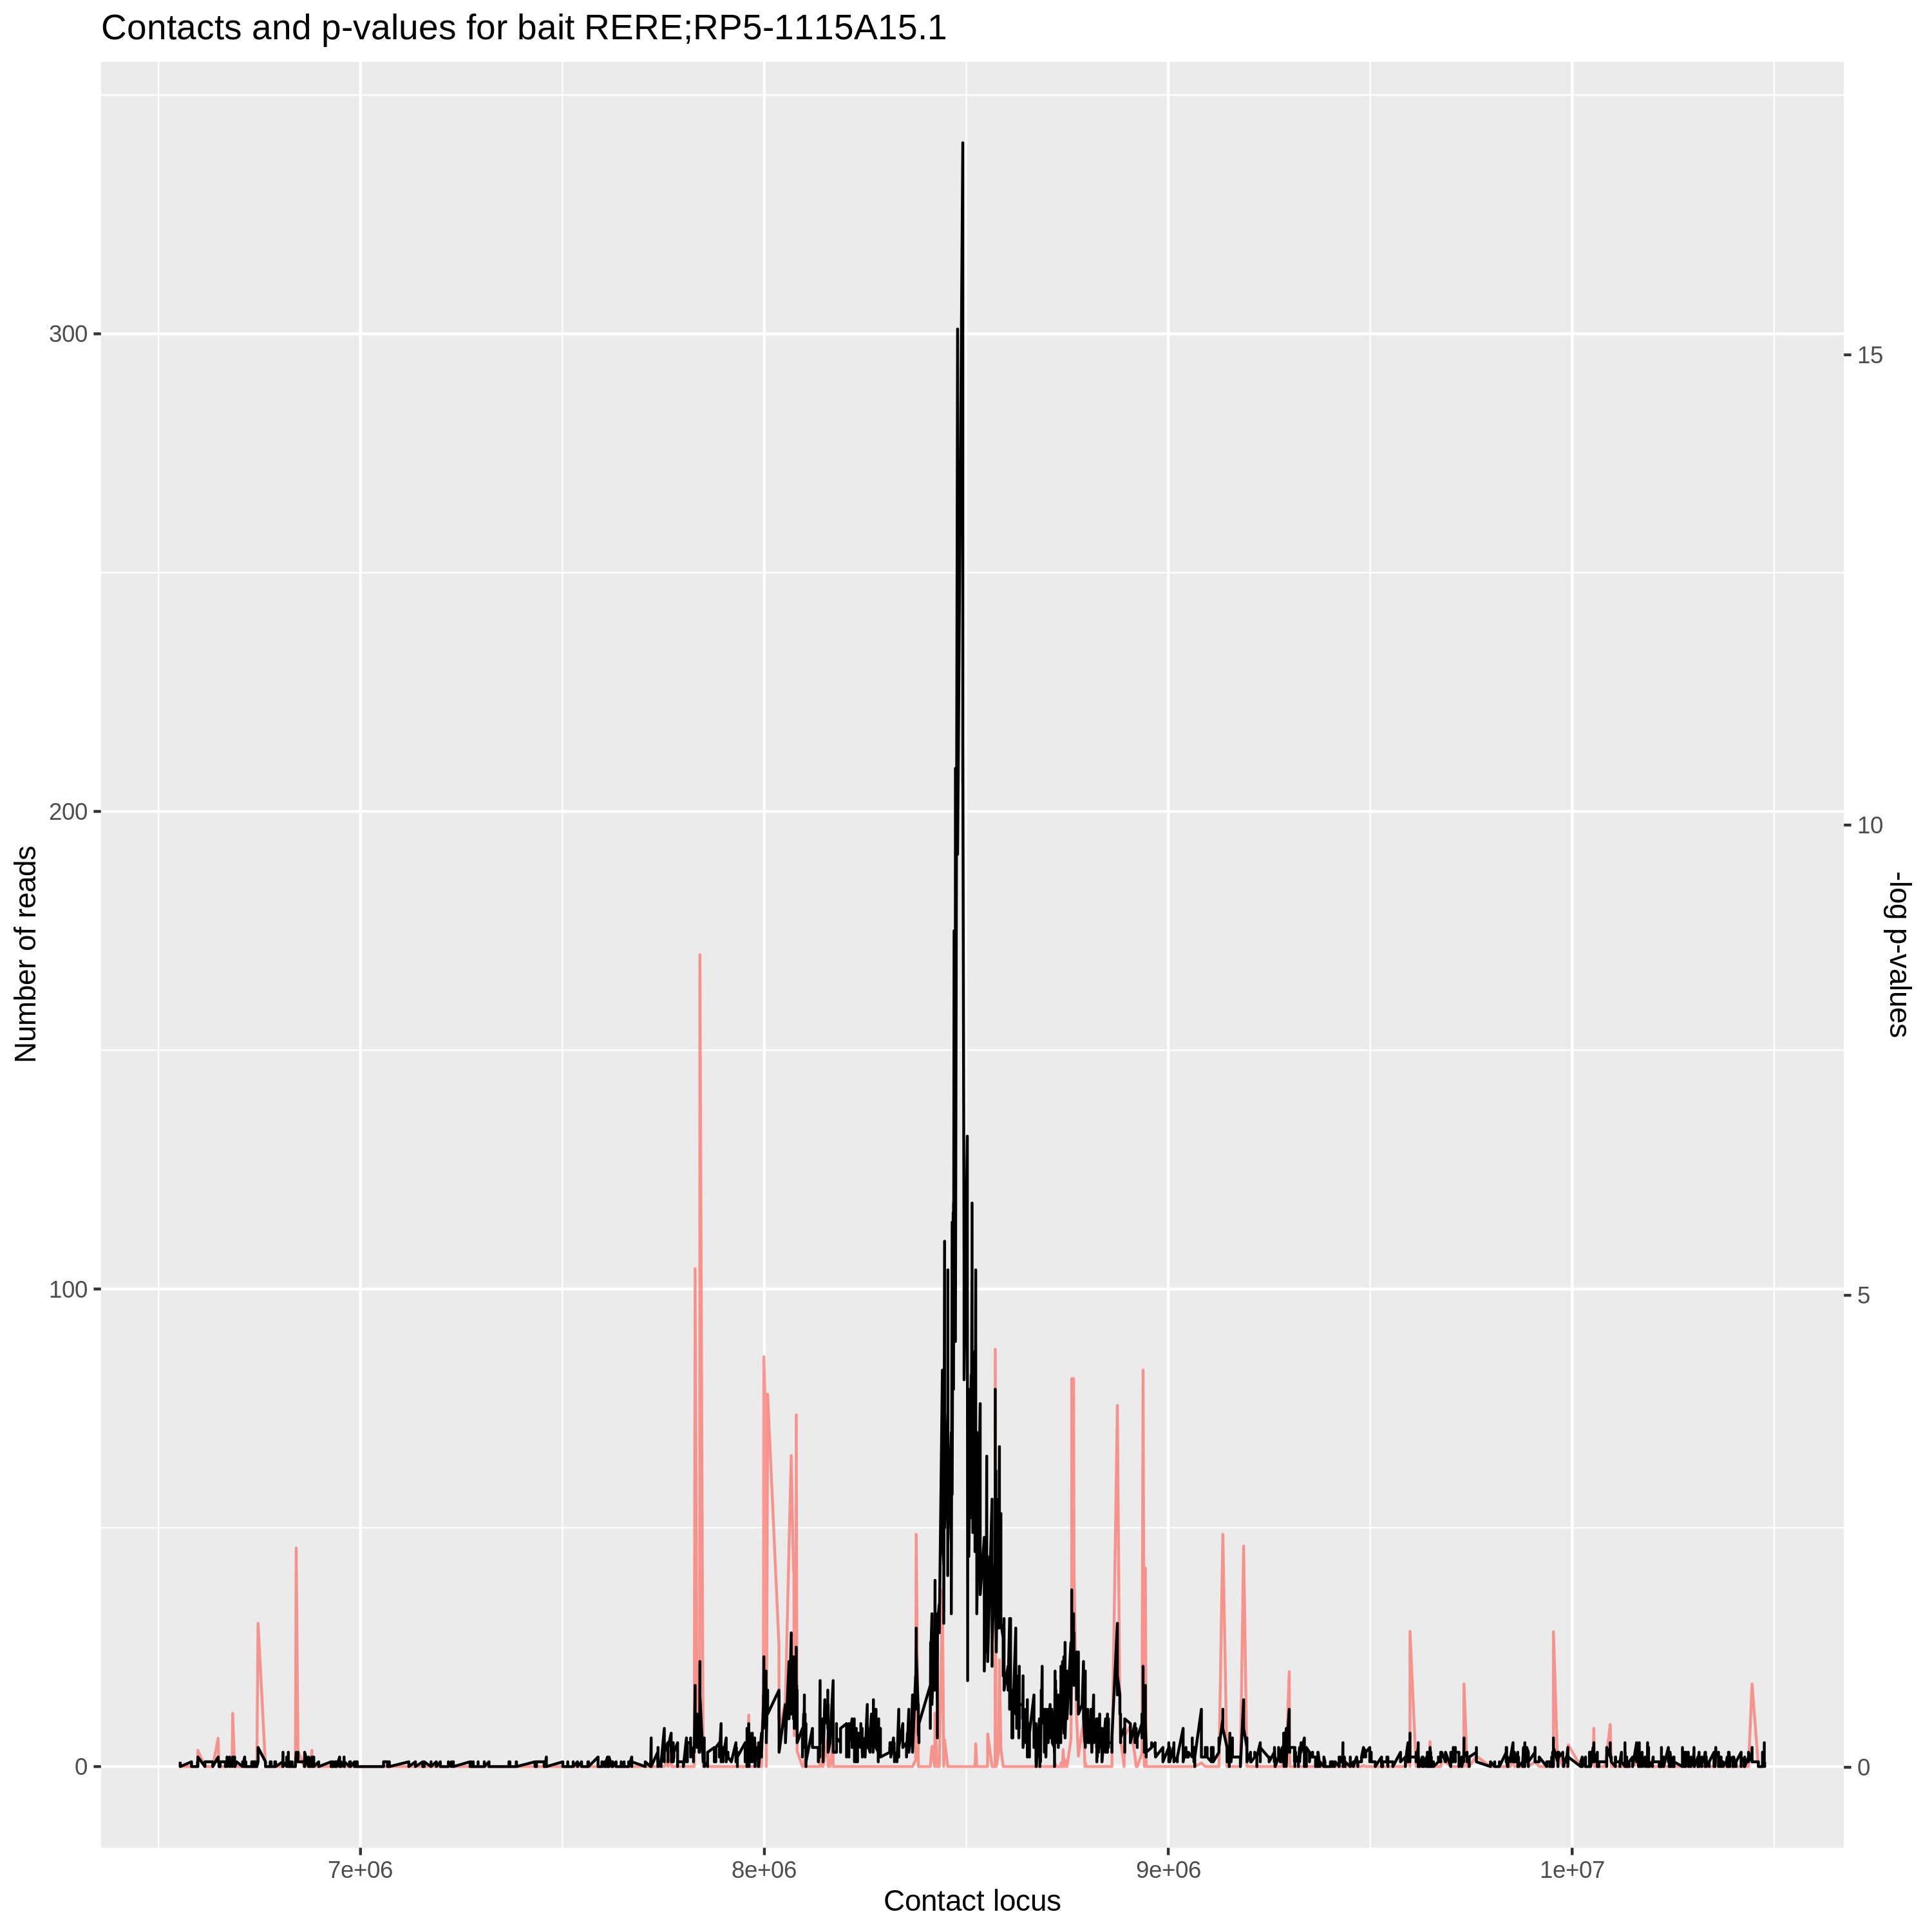 Contacts and p-values for bait RERE;RP5-1115A15.1
300
200
100
0
Number of reads
15
10
5
0
-log p-values
7e+06
8e+06
9e+06
1e+07
Contact locus